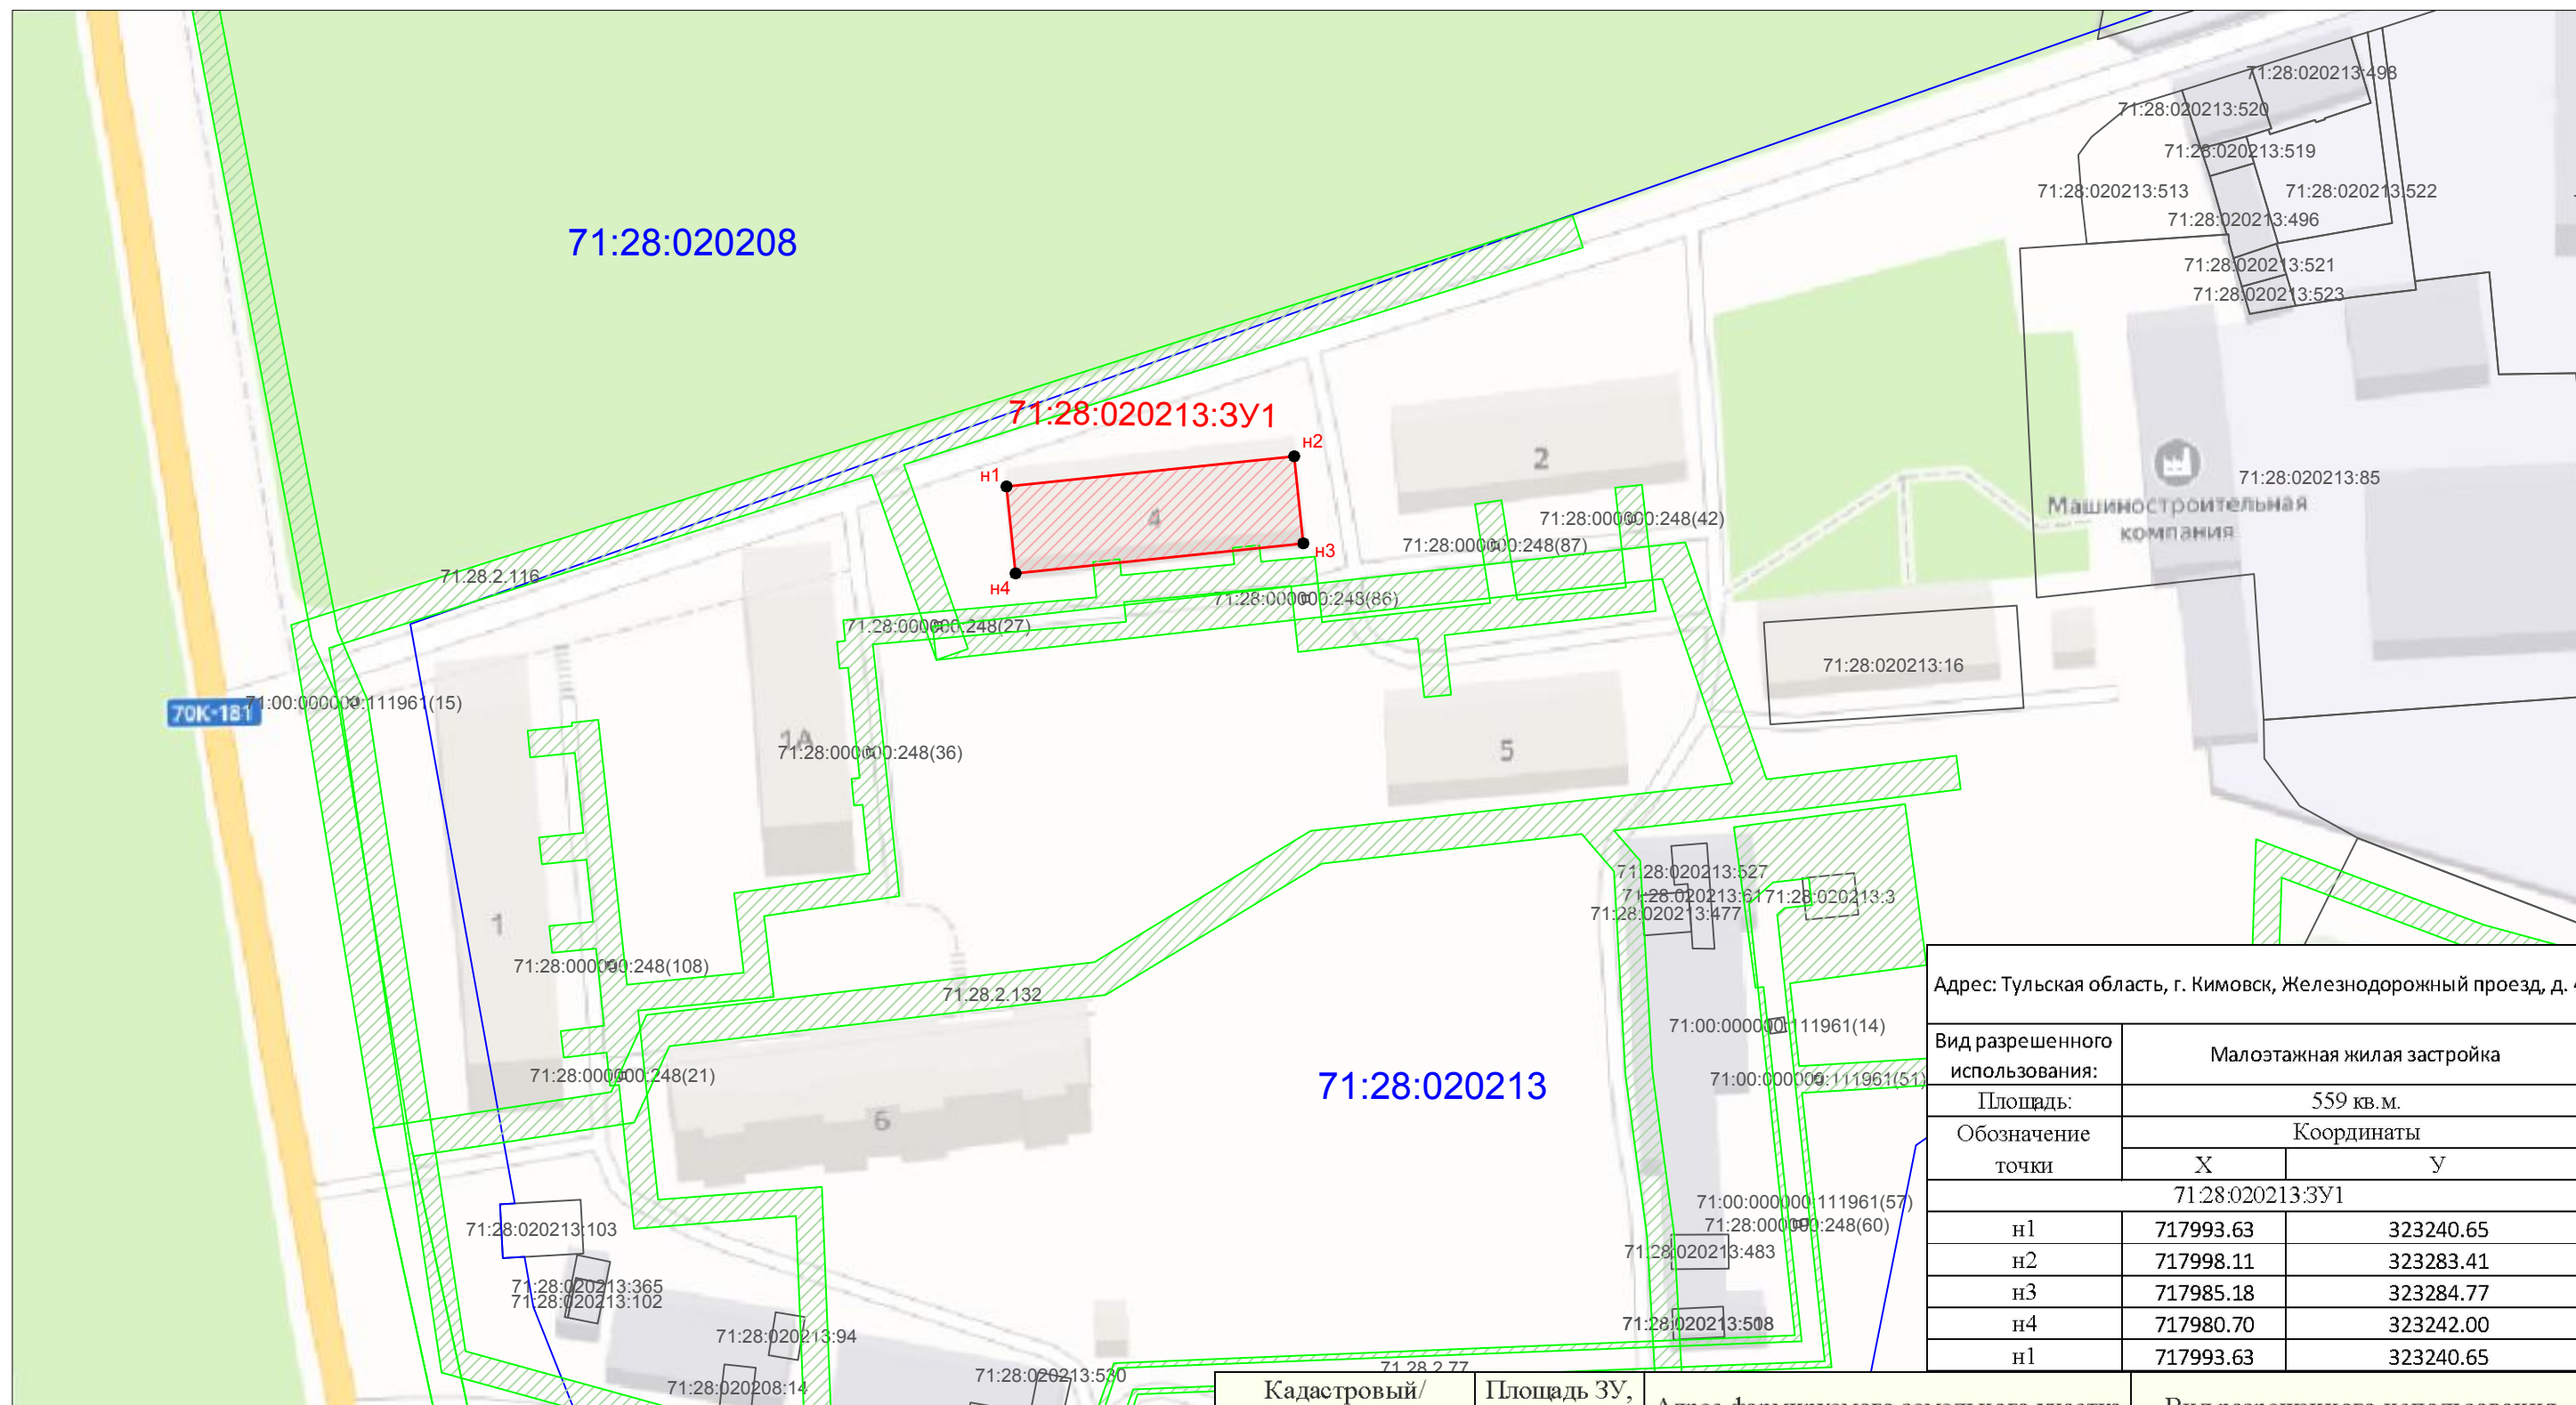 71:28:020213:498
71:28:020213:520
71:28:020213:519
71:28:020213:513
71:28:020213:522
71:28:020213:496
71:28:020208
71:28:020213:521
71:28:020213:523
71:28:020213:ЗУ1
н2
2
н1
71:28:020213:85
Машиностроительная
компания
4
71:28:000000:248(42)
71:28:000000:248(87)
н3
71.28.2.116
н4
71:28:000000:248(86)
71:28:000000:248(27)
71:28:020213:16
70К-181
71:00:000000:111961(15)
1А
71:28:000000:248(36)
5
71:28:020213:527
71:28:020213:61
71:28:020213:3
71:28:020213:477
1
71:28:000000:248(108)
71.28.2.132
71:00:000000:111961(14)
71:28:000000:248(21)
71:28:020213
71:00:000000:111961(51)
6
71:00:000000:111961(57)
71:28:000000:248(60)
71:28:020213:103
71:28:020213:483
71:28:020213:365
71:28:020213:102
71:28:020213:94
71:28:020213:530
71.28.2.77
71:28:020208:14
Адрес: Тульская область, г. Кимовск, Железнодорожный проезд, д.
Вид разрешенного
использования:
Малоэтажная жилая застройка
Площадь:
559 кв.м.
Обозначение
точки
Координаты
Х У
71:28:020213:ЗУ1
н1 717993.63 323240.65
н2 717998.11 323283.41
н3 717985.18 323284.77
н4 717980.70 323242.00
н1 717993.63 323240.65
Кадастровый/
Площадь ЗУ,
Адрес формируемого земельного участка
Вид разрешенного использования